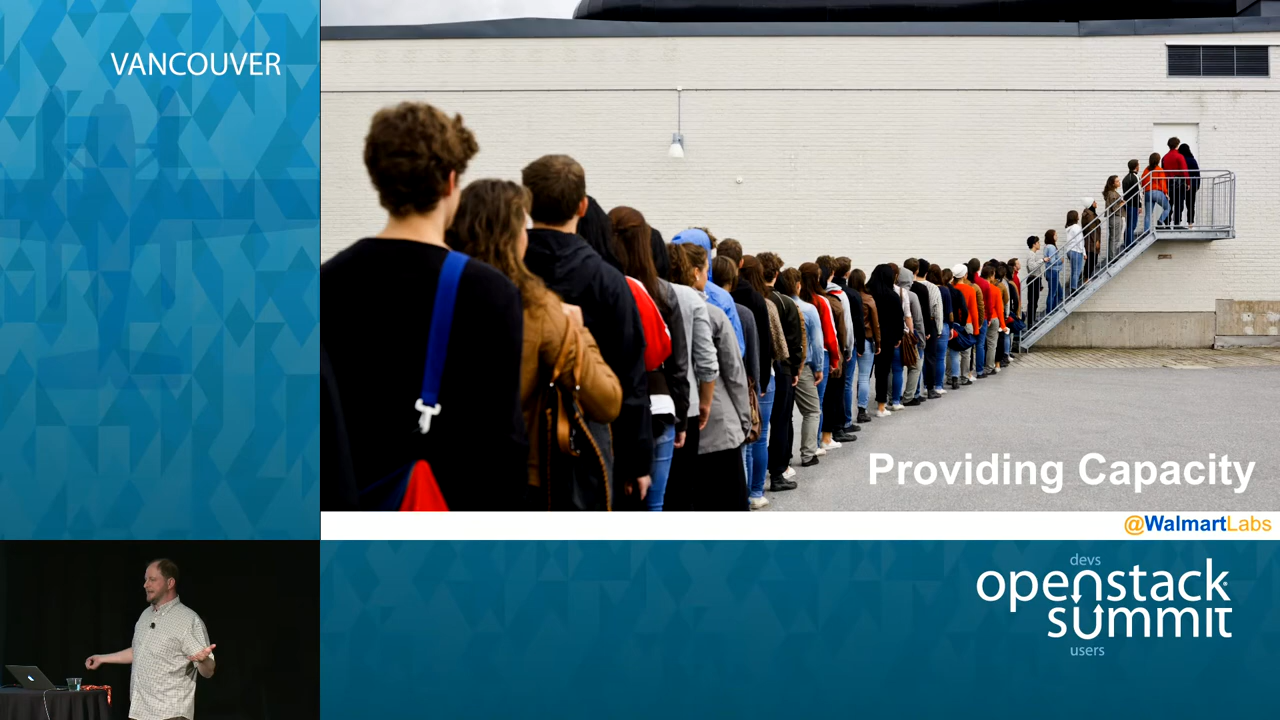 VANCOUVER
Providing Capacity
@WalmartLabs
devs
openstack
summit
users